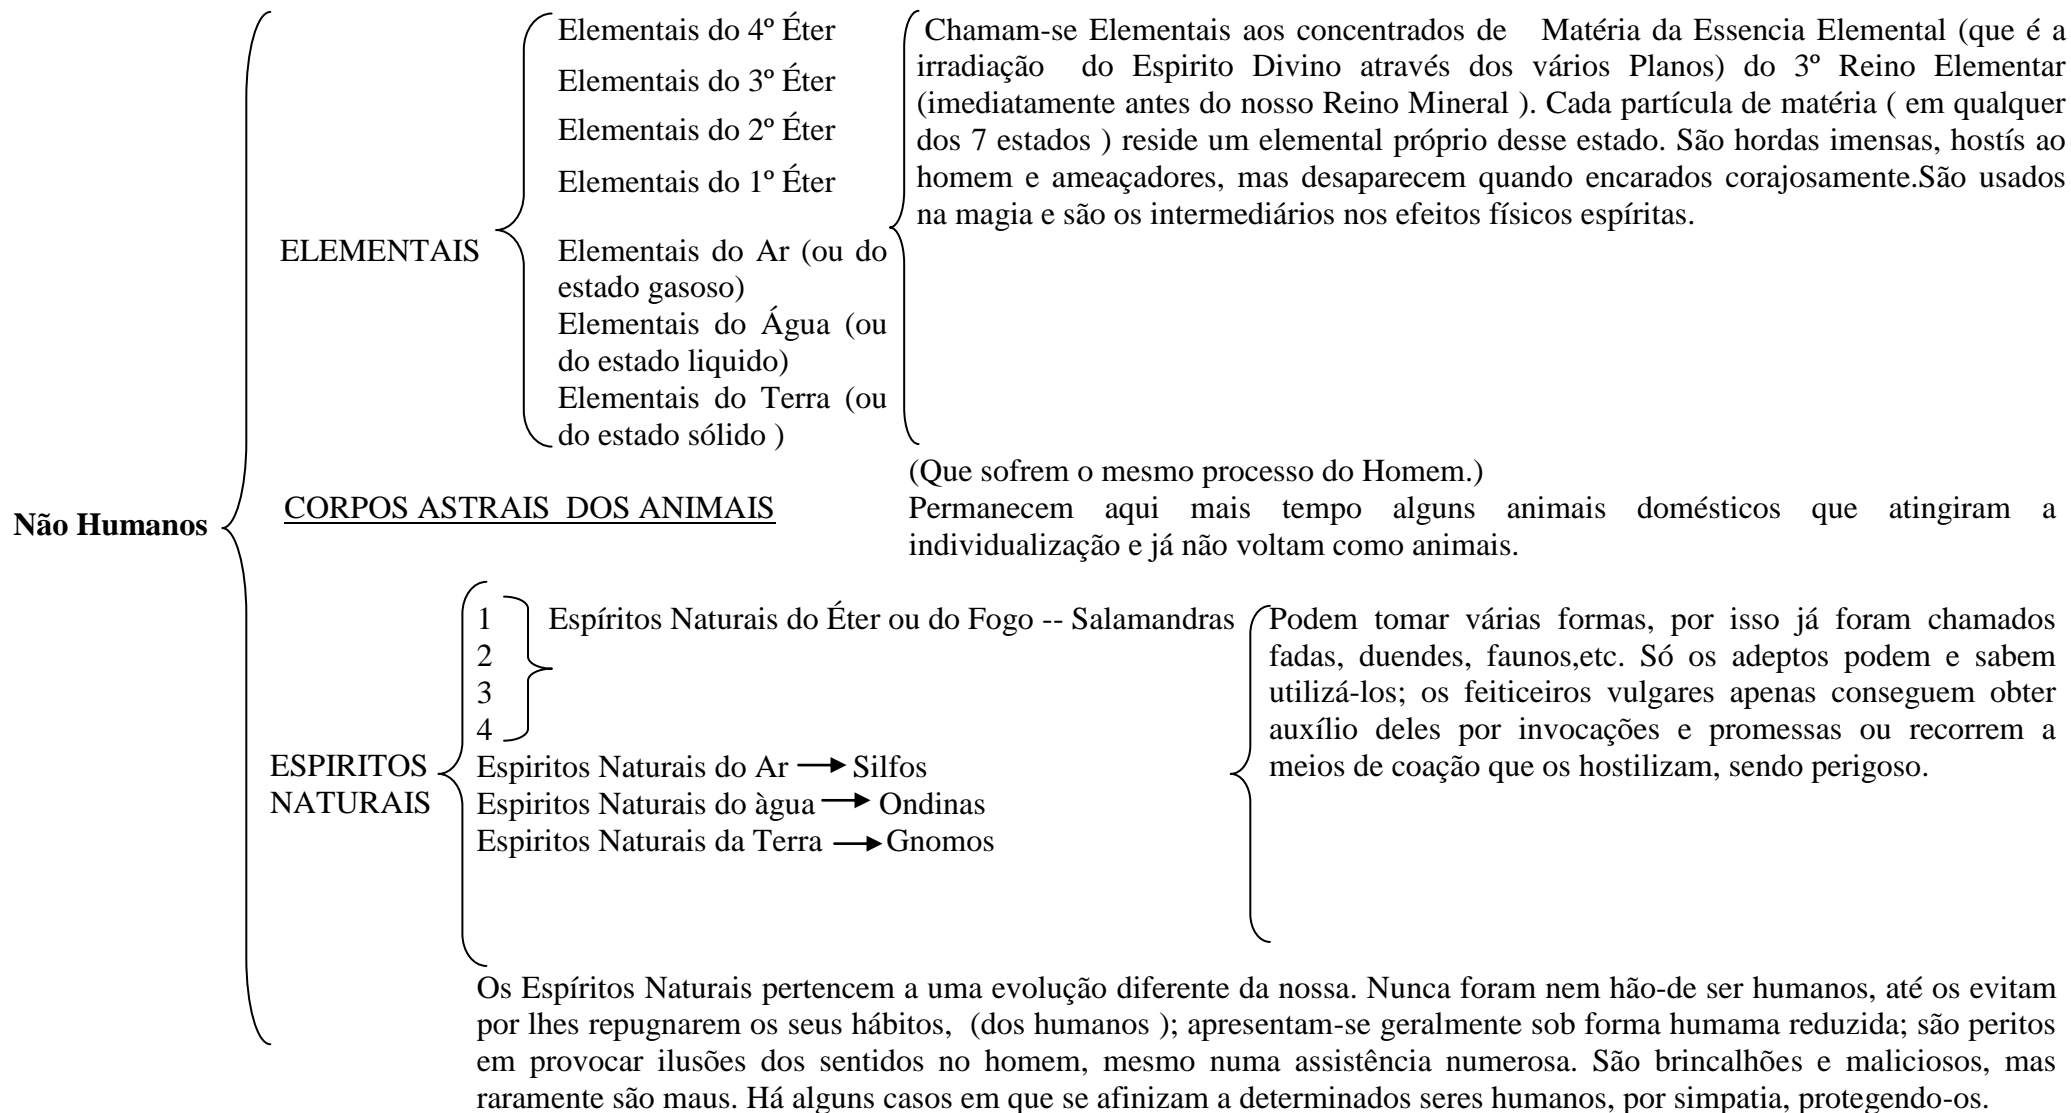 Elementais do 4º Éter
Elementais do 3º Éter
Elementais do 2º Éter
Elementais do 1º Éter
ELEMENTAIS
Elementais do Ar (ou do
estado gasoso)
Elementais do Água (ou
do estado liquido)
Elementais do Terra (ou
do estado sólido )
Chamam-se Elementais aos concentrados de Matéria da Essencia Elemental (que é a
irradiação do Espirito Divino através dos vários Planos) do 3º Reino Elementar
(imediatamente antes do nosso Reino Mineral ). Cada partícula de matéria ( em qualquer
dos 7 estados ) reside um elemental próprio desse estado. São hordas imensas, hostís ao
homem e ameaçadores, mas desaparecem quando encarados corajosamente.São usados
na magia e são os intermediários nos efeitos físicos espíritas.
(Que sofrem o mesmo processo do Homem.)
Não Humanos
CORPOS ASTRAIS DOS ANIMAIS
Permanecem aqui mais tempo alguns animais domésticos que atingiram a
individualização e já não voltam como animais.
ESPIRITOS
NATURAIS
1
2
3
4
Espíritos Naturais do Éter ou do Fogo -- Salamandras
Espiritos Naturais do Ar → Silfos
Espiritos Naturais do àgua → Ondinas
Espiritos Naturais da Terra → Gnomos
Podem tomar várias formas, por isso já foram chamados
fadas, duendes, faunos,etc. Só os adeptos podem e sabem
utilizá-los; os feiticeiros vulgares apenas conseguem obter
auxílio deles por invocações e promessas ou recorrem a
meios de coação que os hostilizam, sendo perigoso.
Os Espíritos Naturais pertencem a uma evolução diferente da nossa. Nunca foram nem hão-de ser humanos, até os evitam
por lhes repugnarem os seus hábitos, (dos humanos ); apresentam-se geralmente sob forma humama reduzida; são peritos
em provocar ilusões dos sentidos no homem, mesmo numa assistência numerosa. São brincalhões e maliciosos, mas
raramente são maus. Há alguns casos em que se afinizam a determinados seres humanos, por simpatia, protegendo-os.